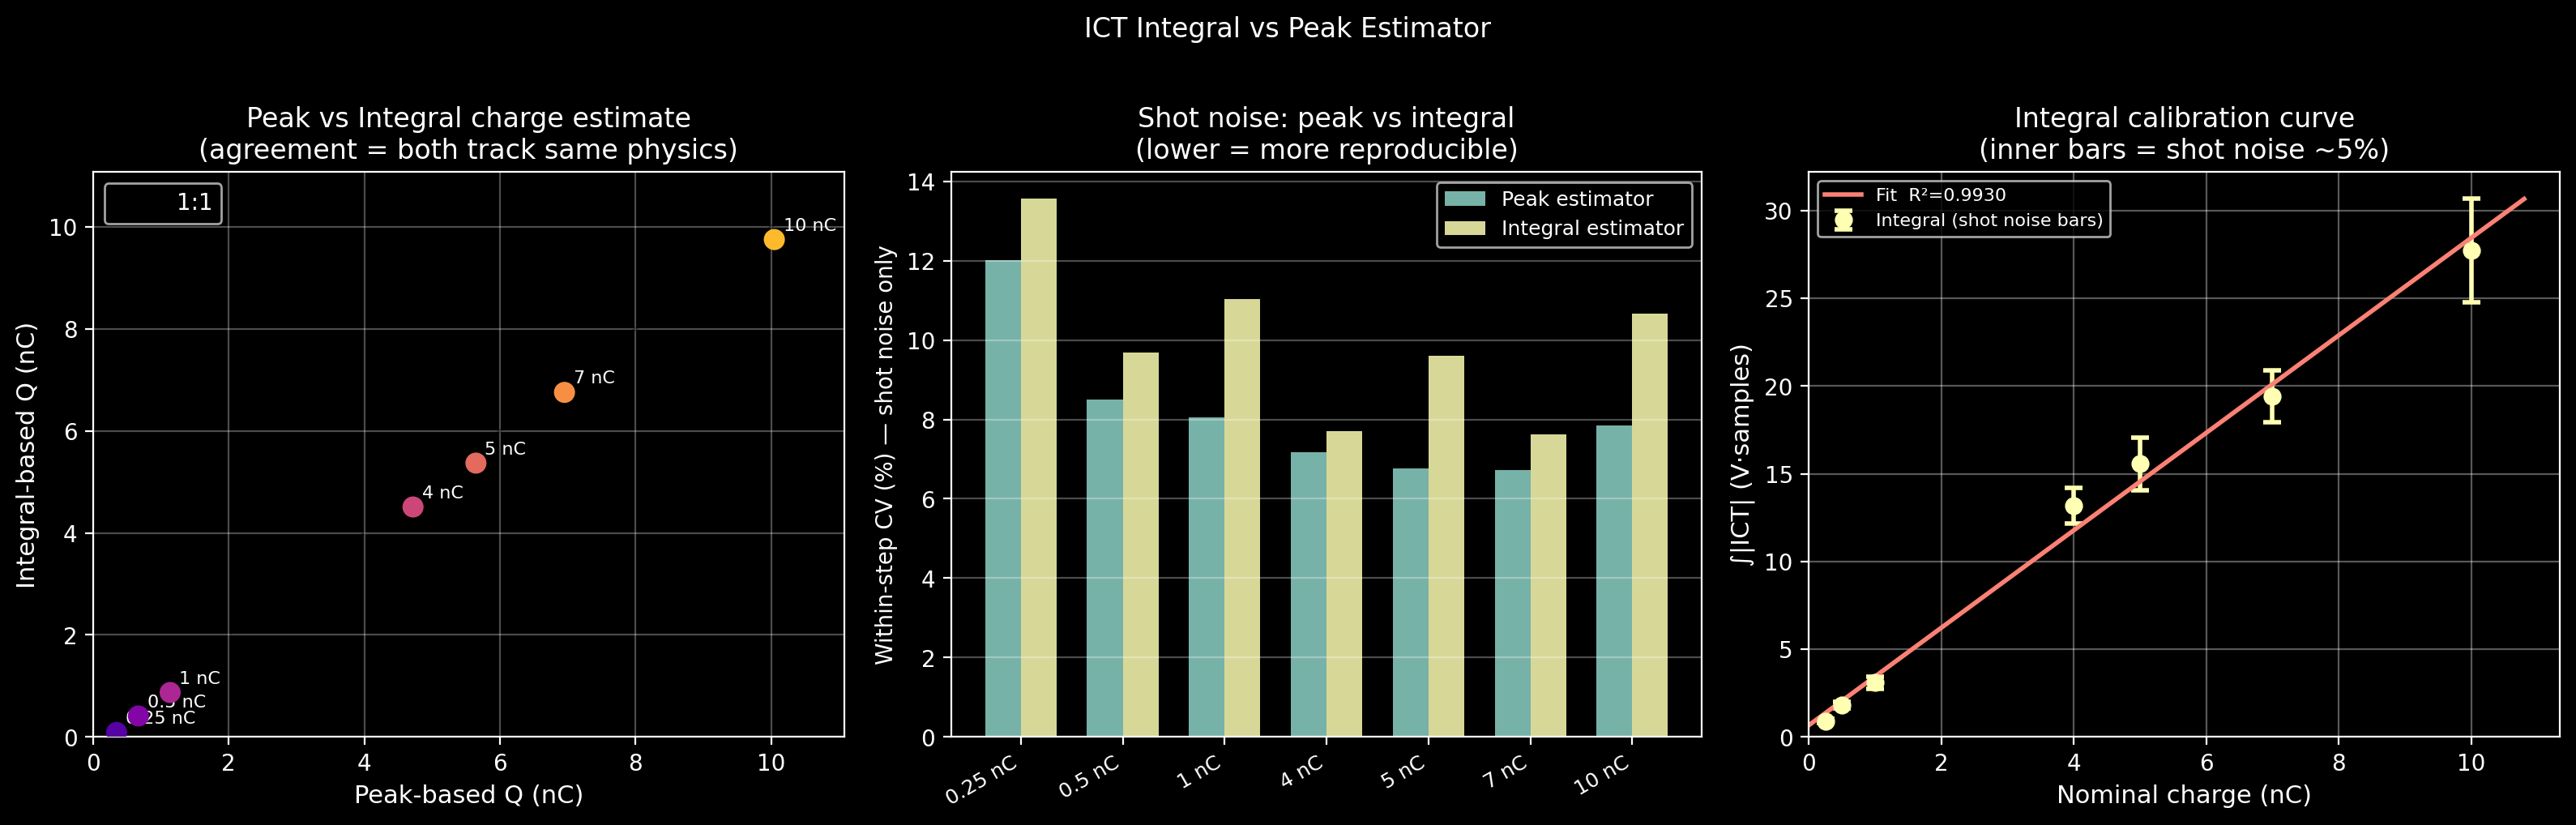 ICT Integral vs Peak Estimator
Peak vs Integral charge estimate
(agreement = both track same physics)
1:1
10 nC
7 nC
5 nC
4 nC
1 nC
0.5 nC
0.25 nC
10
8
6
4
2
0
0 2 4 6 8 10
Integral-based Q (nC)
Peak-based Q (nC)
Shot noise: peak vs integral
(lower = more reproducible)
Peak estimator
Integral estimator
14
12
10
8
6
4
2
0
Within-step CV (%) — shot noise only
0.25 nC 0.5 nC 1 nC 4 nC 5 nC 7 nC 10 nC
Integral calibration curve
(inner bars = shot noise ~5%)
Fit R²=0.9930
Integral (shot noise bars)
30
25
20
15
10
5
0
0 2 4 6 8 10
∫|ICT| (V·samples)
Nominal charge (nC)